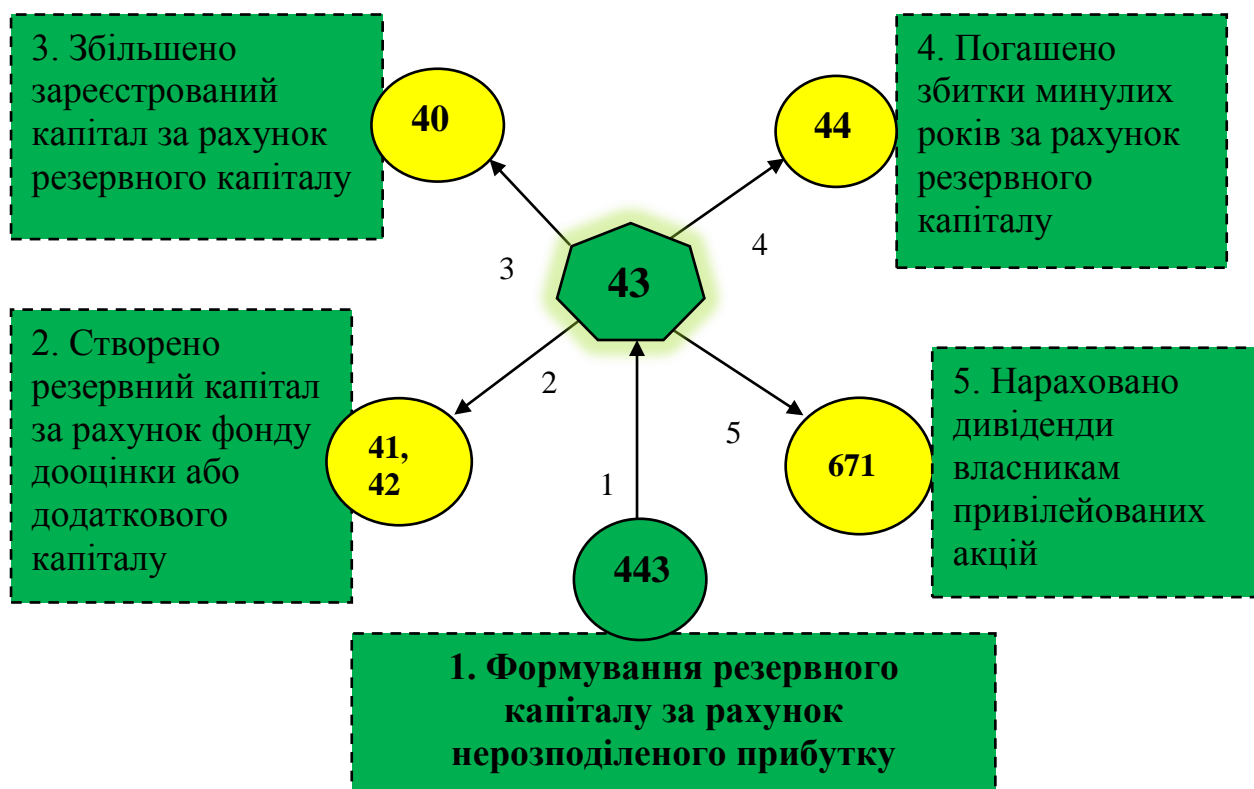 3. Збільшено
зареєстрований
капітал за рахунок
резервного капіталу
40
4. Погашено
збитки минулих
років за рахунок
резервного
капіталу
44
3
4
43
2. Створено
резервний капітал
за рахунок фонду
дооцінки або
додаткового
капіталу
41,
42
2
1
5
671
5. Нараховано
дивіденди
власникам
привілейованих
акцій
443
1. Формування резервного
капіталу за рахунок
нерозподіленого прибутку